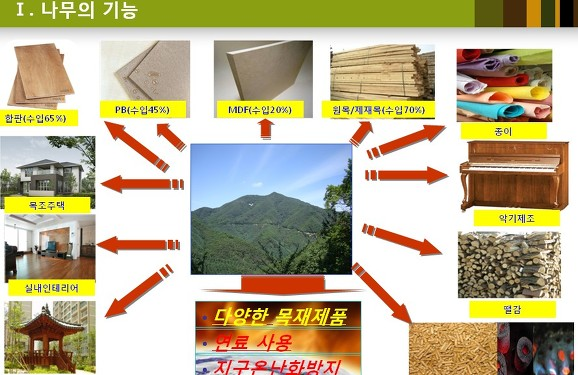 Ⅰ. 나무의 기능
합판(수입65%)
PB(수입45%)
MDF(수입20%)
원목/제재목(수입70%)
종이
목조주택
악기제조
실내인테리어
땔감
• 다양한 목재제품
• 연료 사용
• 지구온난화방지